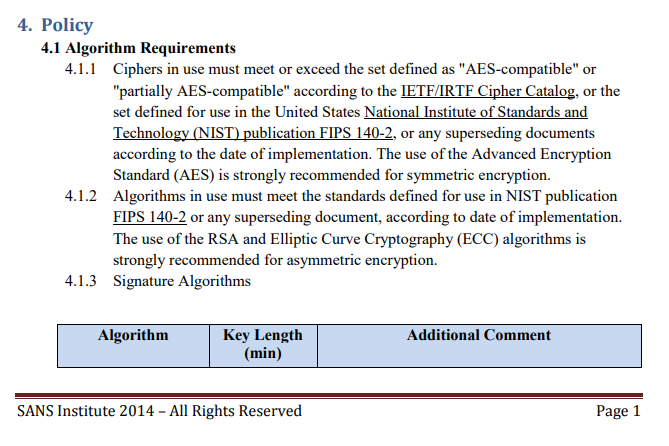 4. Policy
4.1 Algorithm Requirements
4.1.1 Ciphers in use must meet or exceed the set defined as "AES-compatible" or
"partially AES-compatible" according to the IETF/IRTF Cipher Catalog, or the
set defined for use in the United States National Institute of Standards and
Technology (NIST) publication FIPS 140-2, or any superseding documents
according to the date of implementation. The use of the Advanced Encryption
Standard (AES) is strongly recommended for symmetric encryption.
4.1.2 Algorithms in use must meet the standards defined for use in NIST publication
FIPS 140-2 or any superseding document, according to date of implementation.
The use of the RSA and Elliptic Curve Cryptography (ECC) algorithms is
strongly recommended for asymmetric encryption.
4.1.3 Signature Algorithms
Algorithm Key Length Additional Comment
(min)
SANS Institute 2014 – All Rights Reserved Page 1